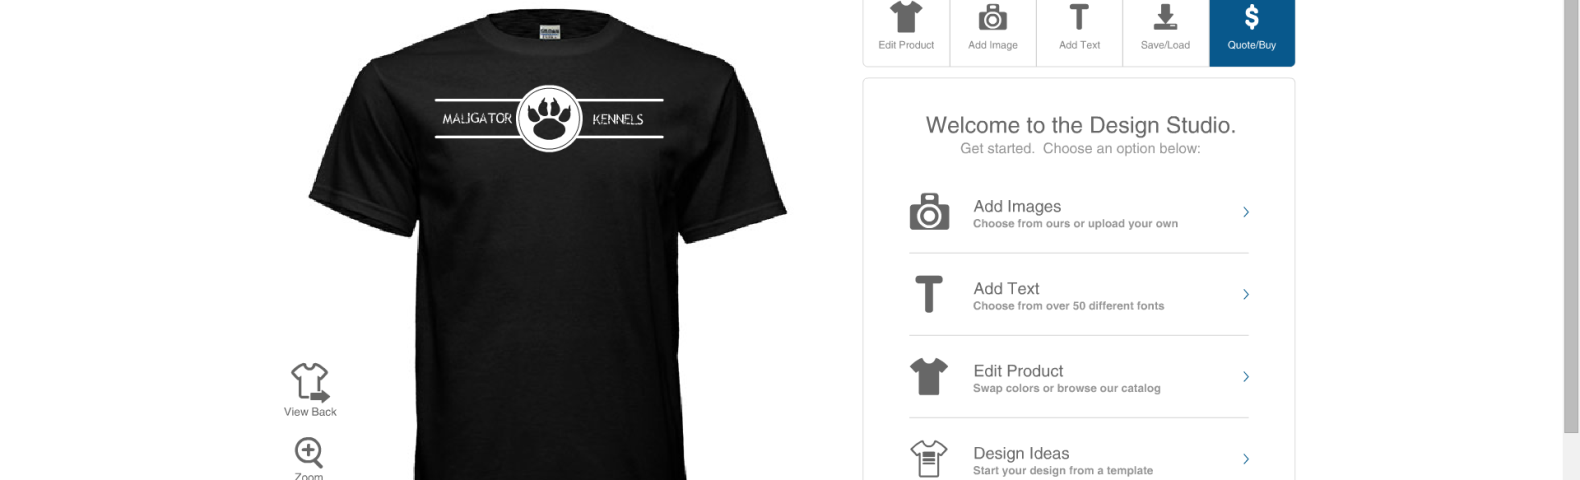 Edit Product
Add Image
Add Text
Save/Load
$
Quote/Buy
MALIGATOR KENNELS
Welcome to the Design Studio.
Get started. Choose an option below:
Add Images
Choose from ours or upload your own
Add Text
Choose from over 50 different fonts
Edit Product
Swap colors or browse our catalog
Design Ideas
Start your design from a template
View Back
Zoom